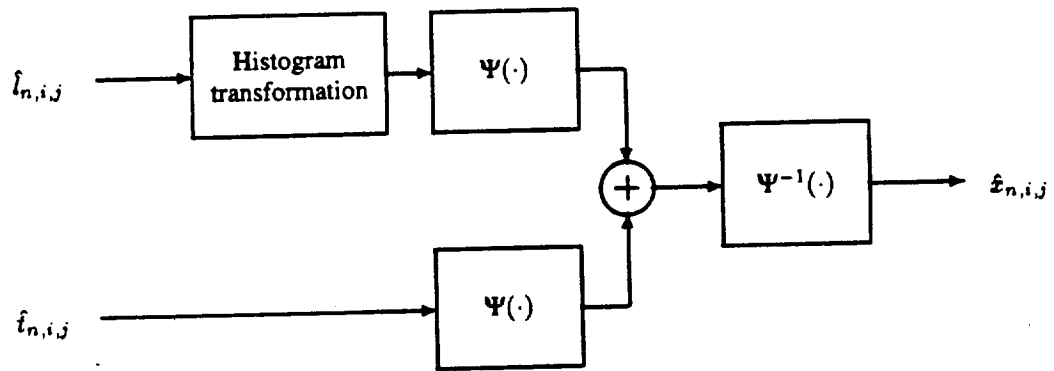 l̂n,i,j
Histogram
transformation
Ψ(·)
+
Ψ−1(·)
x̂n,i,j
t̂n,i,j
Ψ(·)